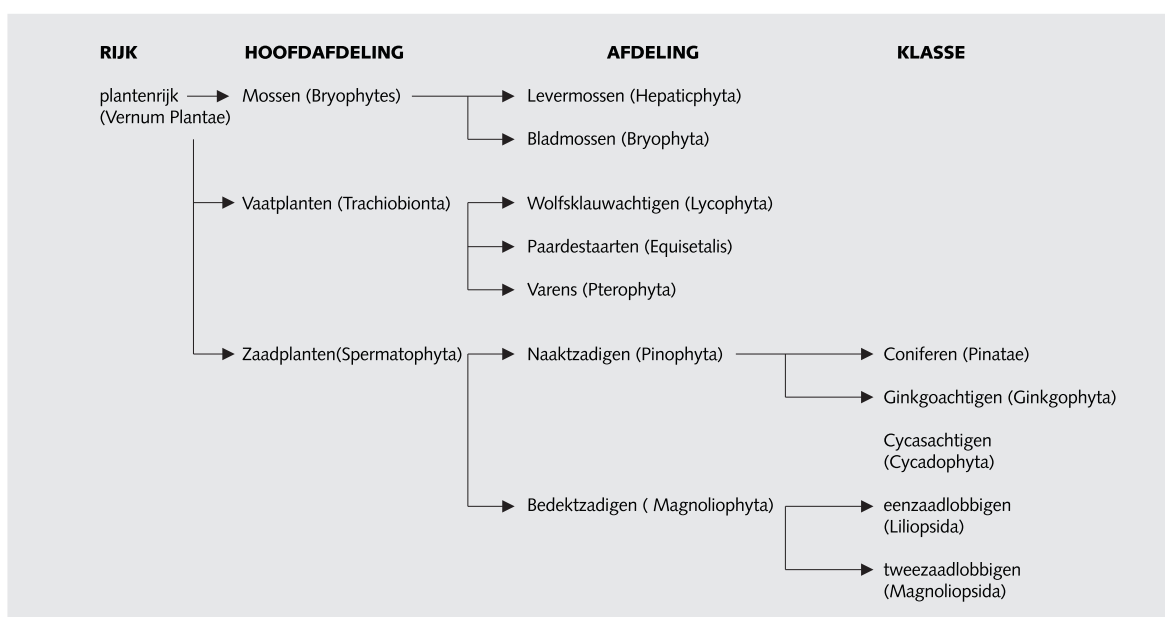 RIJK HOOFDAFDELING AFDELING KLASSE
plantenrijk Mossen (Bryophytes) Levermossen (Hepaticphyta)
(Vernum Plantae)
Bladmossen (Bryophyta)
Vaatplanten (Trachiobionta) Wolfsklauwachtigen (Lycophyta)
Paardestaarten (Equisetalis)
Varens (Pterophyta)
Zaadplanten(Spermatophyta) Naaktzadigen (Pinophyta) Coniferen (Pinatae)
Ginkgoachtigen (Ginkgophyta)
Cycasachtigen
(Cycadophyta)
Bedektzadigen ( Magnoliophyta) eenzaadlobbigen
(Liliopsida)
tweezaadlobbigen
(Magnoliopsida)